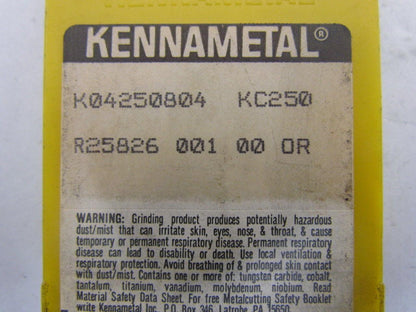 KENNAMETAL
KENNAMETAL®
K04250804 KC250
R25826 001 00 OR
WARNING: Grinding product produces potentially hazardous
dust/mist that can irritate skin, eyes, nose, & throat, & cause
temporary or permanent respiratory disease. Permanent respiratory
disease can lead to disability or death. Use local ventilation &
respiratory protection. Avoid breathing of & prolonged skin contact
with dust/mist. Contains one or more of: tungsten carbide, cobalt,
tantalum, titanium, vanadium, molybdenum, niobium. Read
Material Safety Data Sheet. For free Metalcutting Safety Booklet
write Kennametal Inc. P.O. Box 346, Latrobe, PA 15650